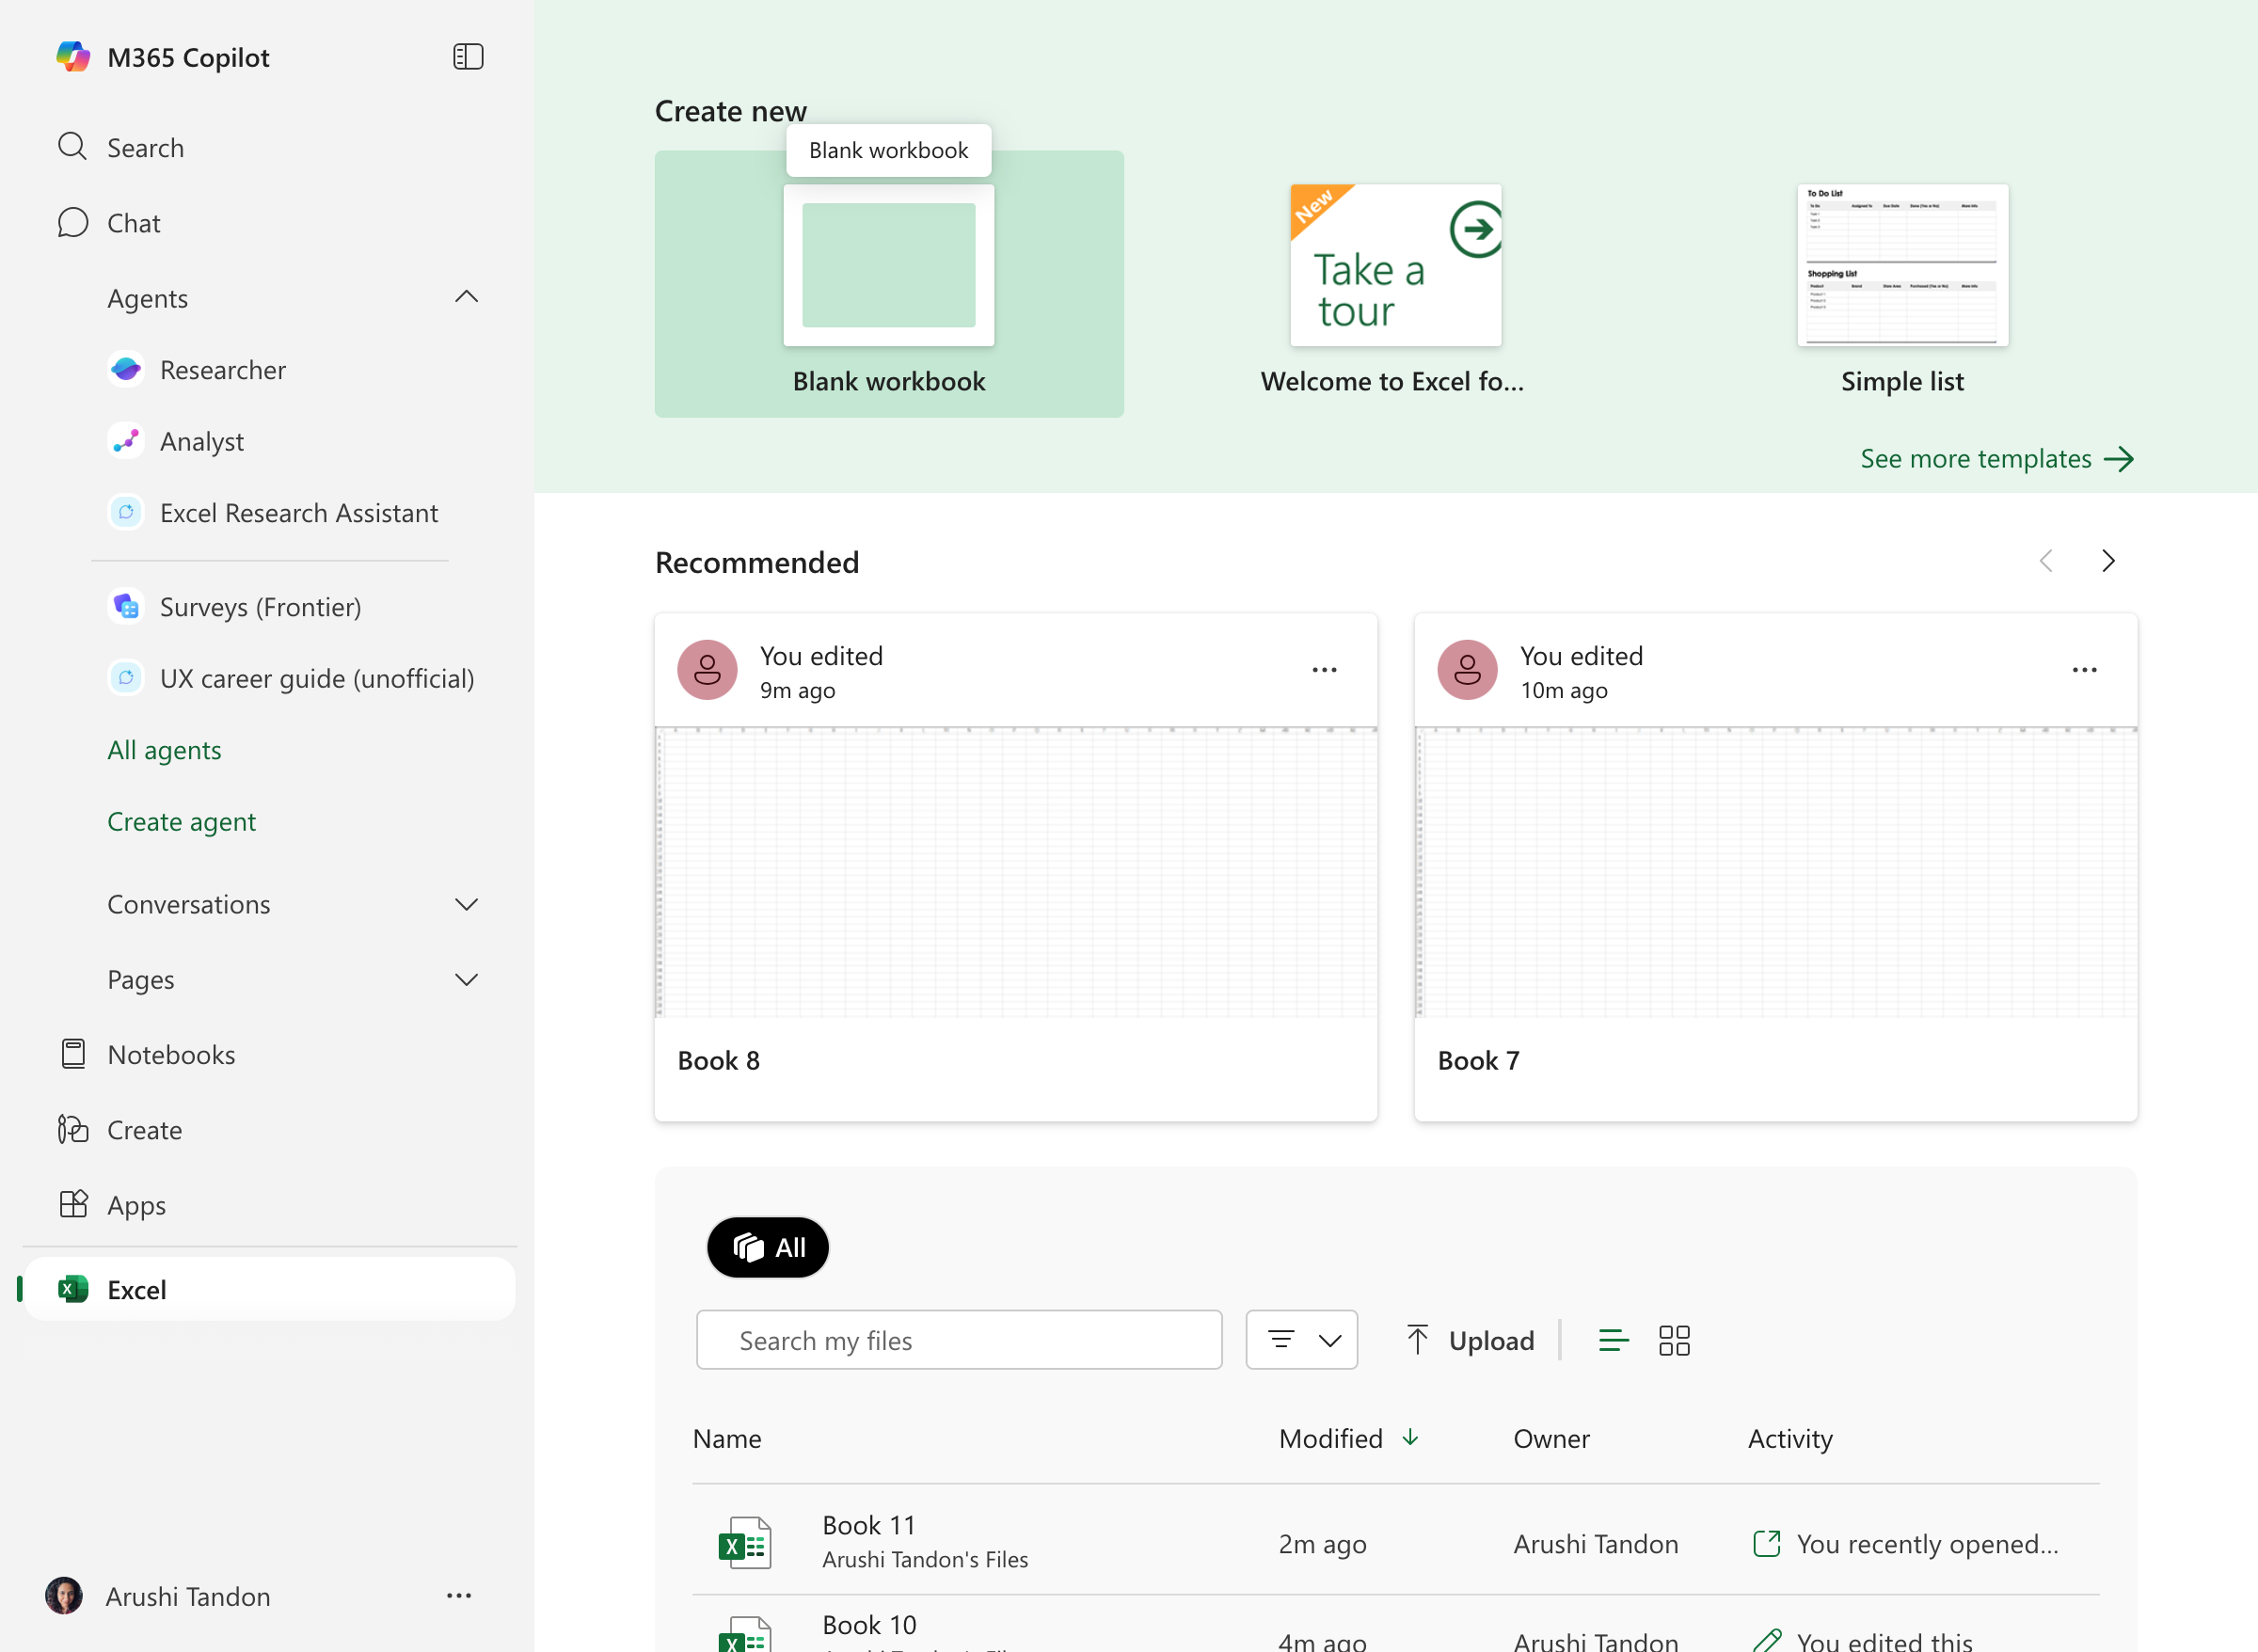 M365 Copilot
Search
Chat
Agents
Researcher
Analyst
Excel Research Assistant
Surveys (Frontier)
UX career guide (unofficial)
All agents
Create agent
Conversations
Pages
Notebooks
Create
Apps
Excel
Arushi Tandon
Create new
Blank workbook
Blank workbook
New
Take a
tour
Welcome to Excel fo...
To Do List
Shopping List
Simple list
See more templates
Recommended
You edited
9m ago
Book 8
You edited
10m ago
Book 7
All
Search my files
Upload
Name Modified Owner Activity
Book 11
Arushi Tandon's Files
2m ago
Arushi Tandon
You recently opened...
Book 10
4m ago
Arushi Tandon
You edited this